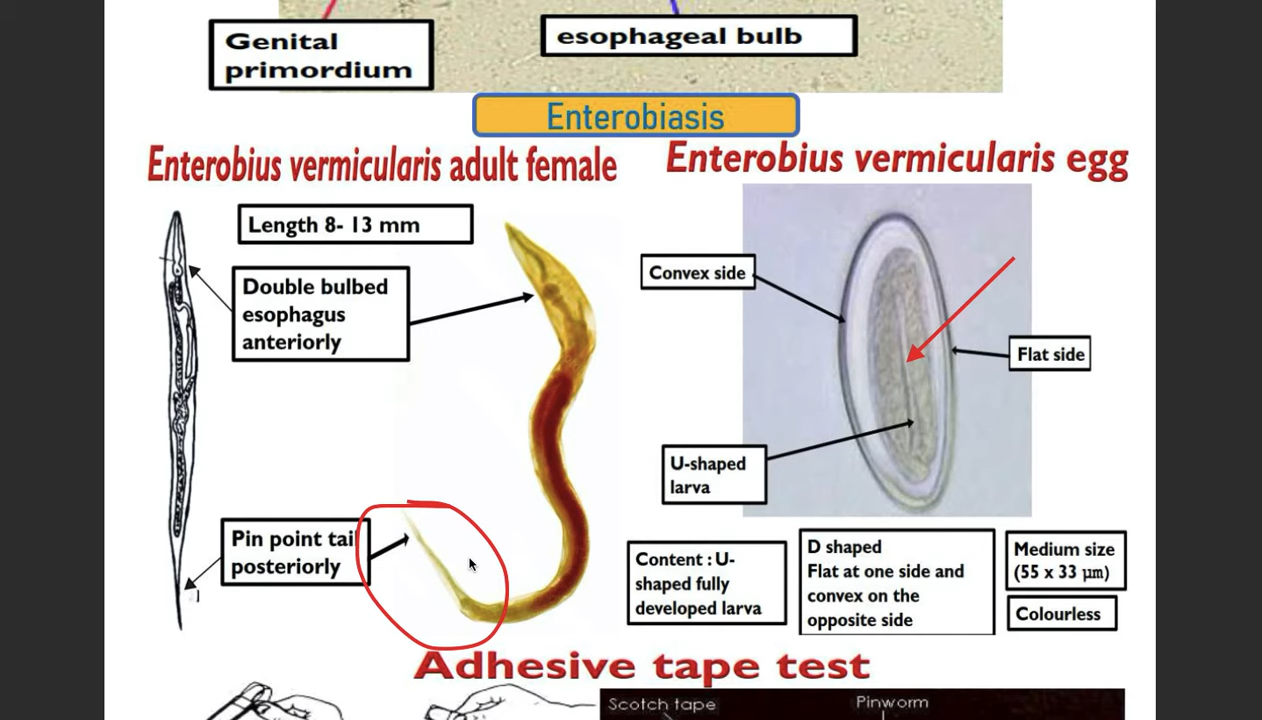 Genital
primordium
esophageal bulb
Enterobiasis
Enterobius vermicularis adult female
Enterobius vermicularis egg
Length 8- 13 mm
Double bulbed
esophagus
anteriorly
Convex side
Flat side
U-shaped
larva
Pin point tail
posteriorly
Content : U-
shaped fully
developed larva
D shaped
Flat at one side and
convex on the
opposite side
Medium size
(55 x 33 µm)
Colourless
Adhesive tape test
Scotch tape
Pinworm